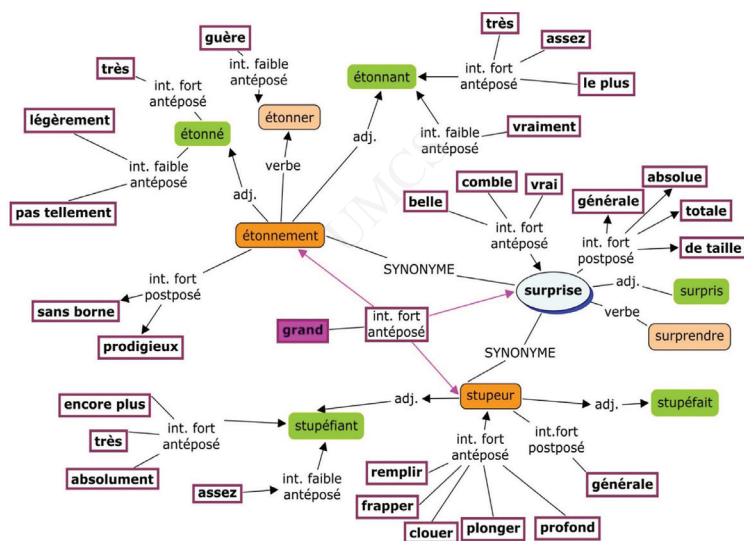 guère
très
assez
le plus
int. fort
antéposé
très
int. faible
antéposé
étonnant
int. fort
antéposé
légèrement
étonner
étonné
int. faible
antéposé
vraiment
int. faible
antéposé
adj.
verbe
adj.
pas tellement
UMCS
belle
comble
vrai
générale
absolue
totale
de taille
int. fort
antéposé
int. fort
postposé
étonnement
SYNONYME
surprise
adj.
surpris
verbe
surprendre
int. fort
postposé
sans borne
prodigieux
grand
int. fort
antéposé
SYNONYME
encore plus
très
absolument
int. fort
antéposé
stupéfiant
adj.
stupeur
adj.
stupéfait
int. faible
antéposé
assez
int. fort
antéposé
int.fort
postposé
remplir
frapper
clouer
plonger
profond
générale